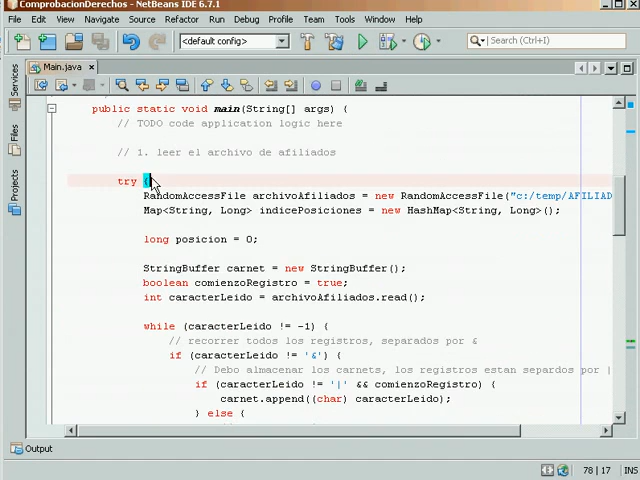 ComprobacionDerechos - NetBeans IDE 6.7.1
File Edit View Navigate Source Refactor Run Debug Profile Team Tools Window Help
<default config> Search (Ctrl+I)
Main.java
Services
Files
Projects
public static void main(String[] args) {
// TODO code application logic here
// 1. leer el archivo de afiliados
try {
RandomAccessFile archivoAfiliados = new RandomAccessFile("c:/temp/AFILIAD
Map<String, Long> indicePosiciones = new HashMap<String, Long>();
long posicion = 0;
StringBuffer carnet = new StringBuffer();
boolean comienzoRegistro = true;
int caracterLeido = archivoAfiliados.read();
while (caracterLeido != -1) {
// recorrer todos los registros, separados por &
if (caracterLeido != '&') {
// Debo almacenar los carnets, los registros estan separdos por |
if (caracterLeido != '|' && comienzoRegistro) {
carnet.append((char) caracterLeido);
} else {
Output
78 | 17 INS